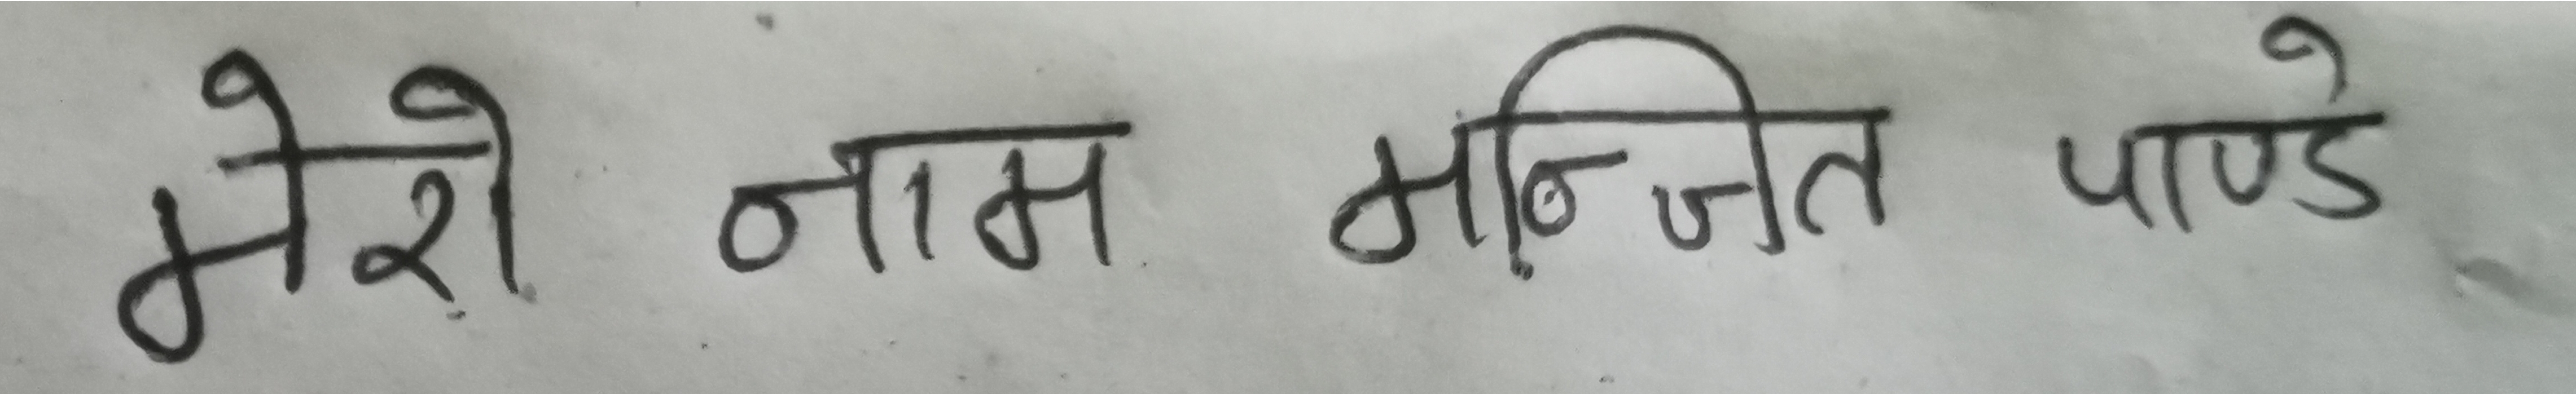 मेरो नाम मन्जित पाण्डे